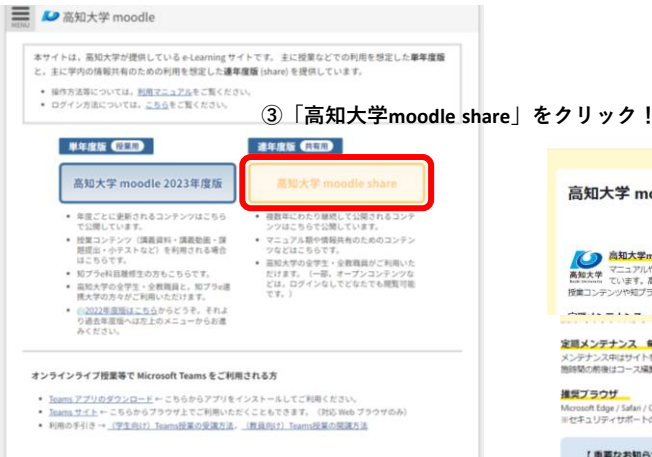 MENU
高知大学 moodle
本サイトは，高知大学が提供している e-Learning サイトです。 主に授業などでの利用を想定した単年度版
と，主に学内の情報共有のための利用を想定した連年度版 (share) を提供しています。
• 操作方法等については，利用マニュアルをご覧ください。
• ログイン方法については，こちらをご覧ください。
③「高知大学moodle share」をクリック！
単年度版 授業用
高知大学 moodle 2023年度版
• 年度ごとに更新されるコンテンツはこちら
で公開しています。
• 授業コンテンツ（講義資料・講義動画・課
題提出・小テストなど）を利用される場合
はこちらです。
• 知プラe科目履修生の方もこちらです。
• 高知大学の全学生・全教職員と，知プラe連
携大学の方々がご利用いただけます。
• 2022年度版はこちらからどうぞ。それよ
り過去年度版へは左上のメニューからお進
みください。
連年度版 共有用
高知大学 moodle share
• 複数年にわたり継続して公開されるコンテ
ンツはこちらで公開しています。
• マニュアル類や情報共有のためのコンテン
ツなどはこちらです。
• 高知大学の全学生・全教職員がご利用いた
だけます。（一部，オープンコンテンツな
どは，ログインなしでどなたでも閲覧可能
です。）
オンラインライブ授業等で Microsoft Teams をご利用される方
• Teams アプリのダウンロード ← こちらからアプリをインストールしてご利用ください。
• Teams サイト ← こちらからブラウザ上でご利用いただくこともできます。（対応 Web ブラウザのみ）
• 利用の手引き → （学生向け）Teams授業の受講方法，（教員向け）Teams授業の開講方法
高知大学 mo
高知大学
高知大学m
マニュアルや
ています。高
授業コンテンツや知プラ
定期メンテナンス
メンテナンス中はサイトを
施時間の前後はコース編
推奨ブラウザ
Microsoft Edge / Safari / G
※セキュリティサポートの
【 重要なお知ら